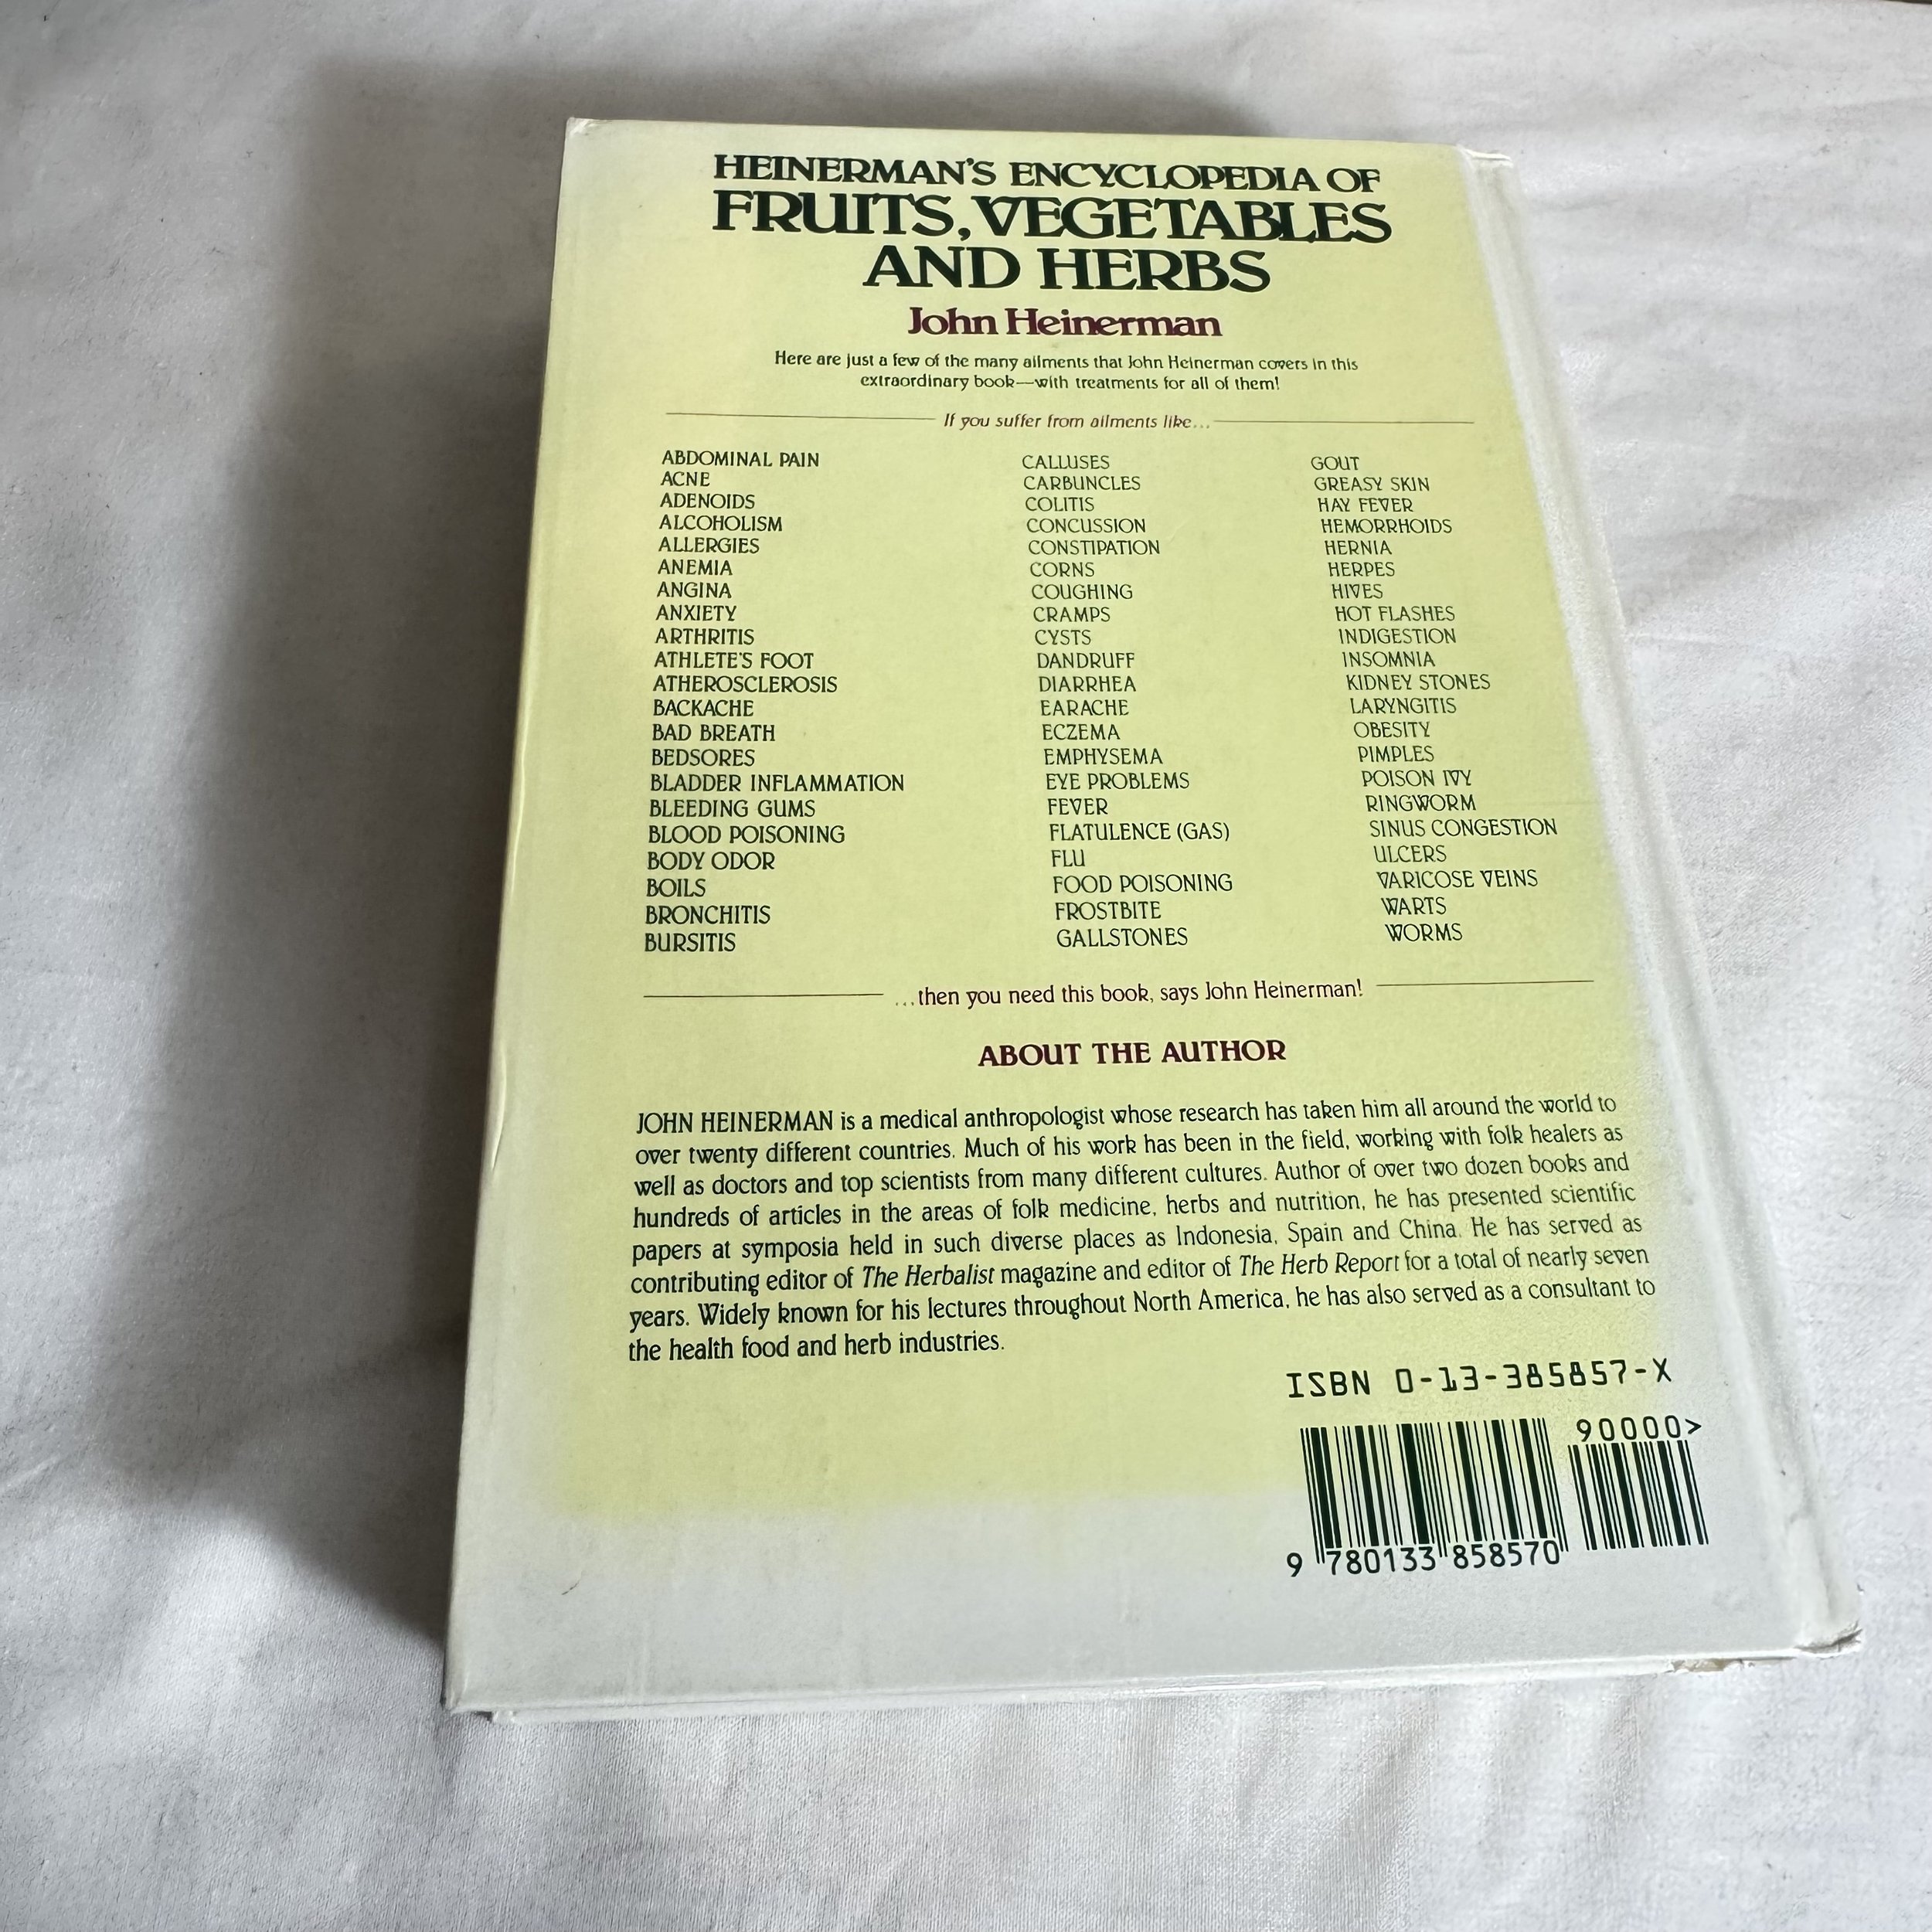 HEINERMAN'S ENCYCLOPEDIA OF
FRUITS, VEGETABLES
AND HERBS
John Heinerman
Here are just a few of the many ailments that John Heinerman covers in this
extraordinary book—with treatments for all of them!
If you suffer from ailments like...
ABDOMINAL PAIN
ACNE
ADENOIDS
ALCOHOLISM
ALLERGIES
ANEMIA
ANGINA
ANXIETY
ARTHRITIS
ATHLETE'S FOOT
ATHEROSCLEROSIS
BACKACHE
BAD BREATH
BEDSORES
BLADDER INFLAMMATION
BLEEDING GUMS
BLOOD POISONING
BODY ODOR
BOILS
BRONCHITIS
BURSITIS
CALLUSES
CARBUNCLES
COLITIS
CONCUSSION
CONSTIPATION
CORNS
COUGHING
CRAMPS
CYSTS
DANDRUFF
DIARRHEA
EARACHE
ECZEMA
EMPHYSEMA
EYE PROBLEMS
FEVER
FLATULENCE (GAS)
FLU
FOOD POISONING
FROSTBITE
GALLSTONES
GOUT
GREASY SKIN
HAY FEVER
HEMORRHOIDS
HERNIA
HERPES
HIVES
HOT FLASHES
INDIGESTION
INSOMNIA
KIDNEY STONES
LARYNGITIS
OBESITY
PIMPLES
POISON IVY
RINGWORM
SINUS CONGESTION
ULCERS
VARICOSE VEINS
WARTS
WORMS
...then you need this book, says John Heinerman!
ABOUT THE AUTHOR
JOHN HEINERMAN is a medical anthropologist whose research has taken him all around the world to
over twenty different countries. Much of his work has been in the field, working with folk healers as
well as doctors and top scientists from many different cultures. Author of over two dozen books and
hundreds of articles in the areas of folk medicine, herbs and nutrition, he has presented scientific
papers at symposia held in such diverse places as Indonesia, Spain and China. He has served as
contributing editor of The Herbalist magazine and editor of The Herb Report for a total of nearly seven
years. Widely known for his lectures throughout North America, he has also served as a consultant to
the health food and herb industries.
ISBN 0-13-385857-X
90000>
9 780133 858570